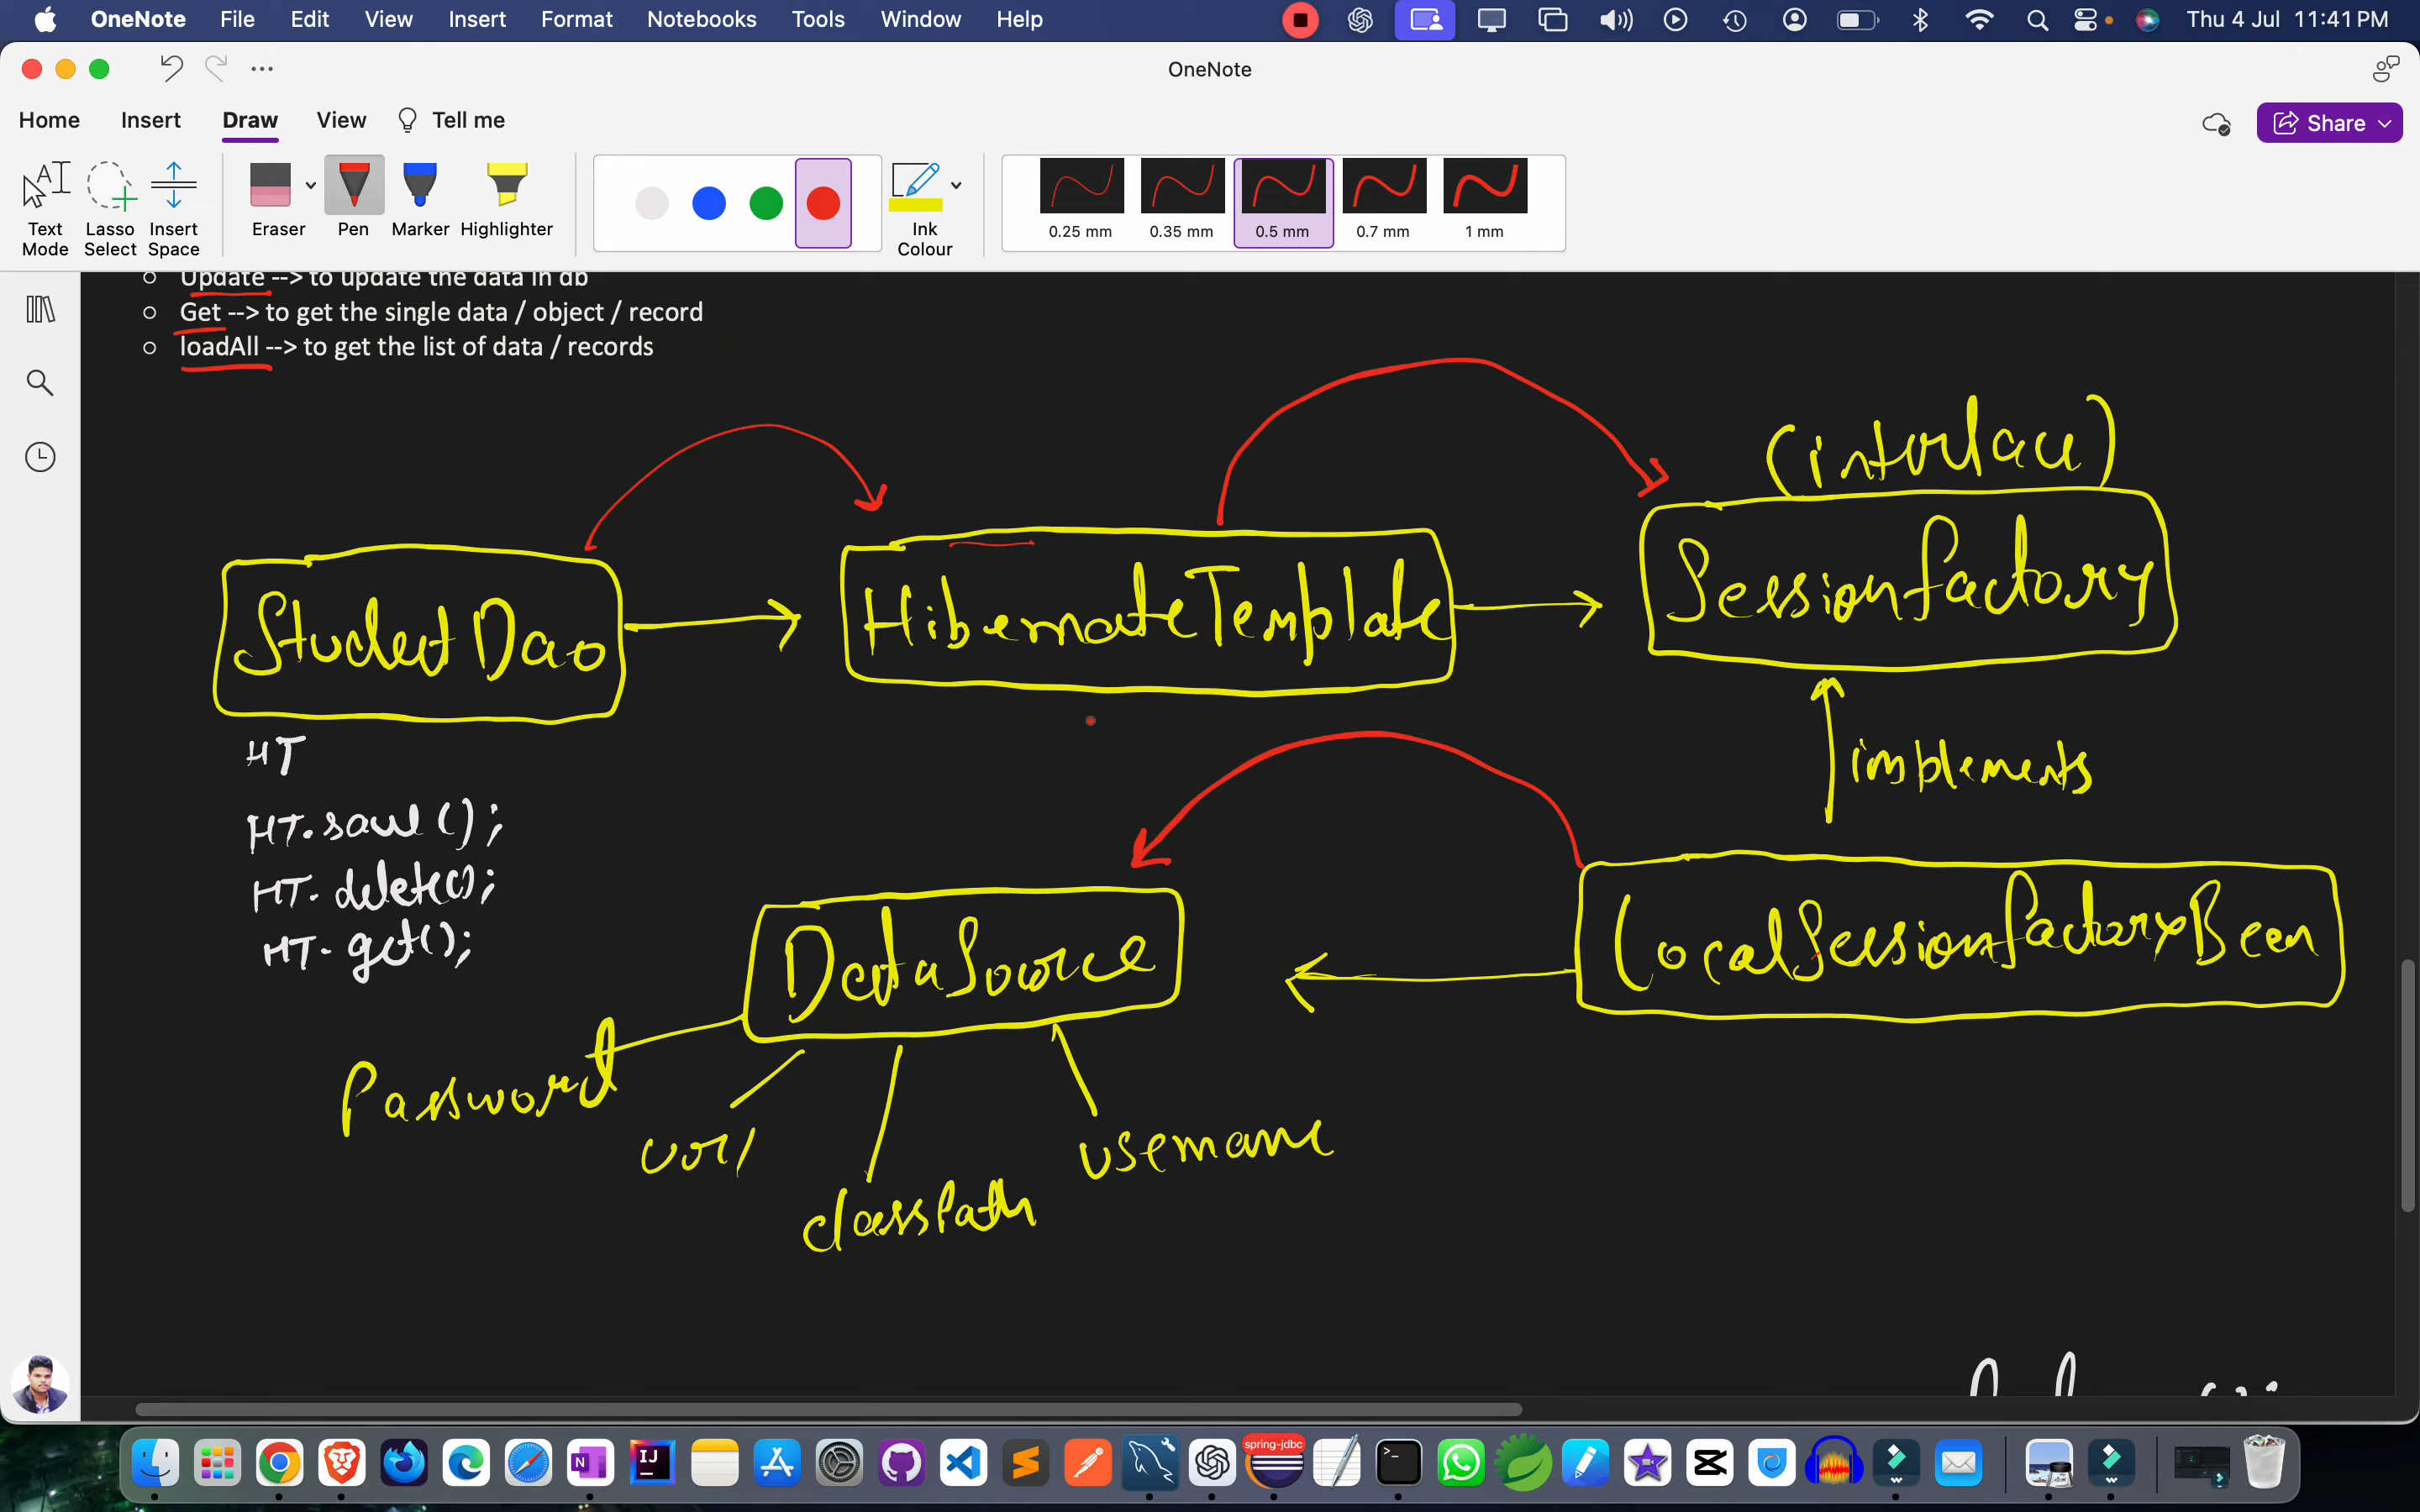 OneNote File Edit View Insert Format Notebooks Tools Window Help Thu 4 Jul 11:41 PM
OneNote
Home Insert Draw View Tell me Share
Text Mode
Lasso Select
Insert Space
Eraser
Pen
Marker
Highlighter
Ink Colour
0.25 mm 0.35 mm 0.5 mm 0.7 mm 1 mm
Update --> to update the data in db
Get --> to get the single data / object / record
loadAll --> to get the list of data / records
(interface)
StudentDao HibernateTemplate SessionFactory
HT
implements
HT.save();
HT.delete();
HT.get();
DataSource LocalSessionFactoryBean
Password
url
username
classPath
spring-jdbc